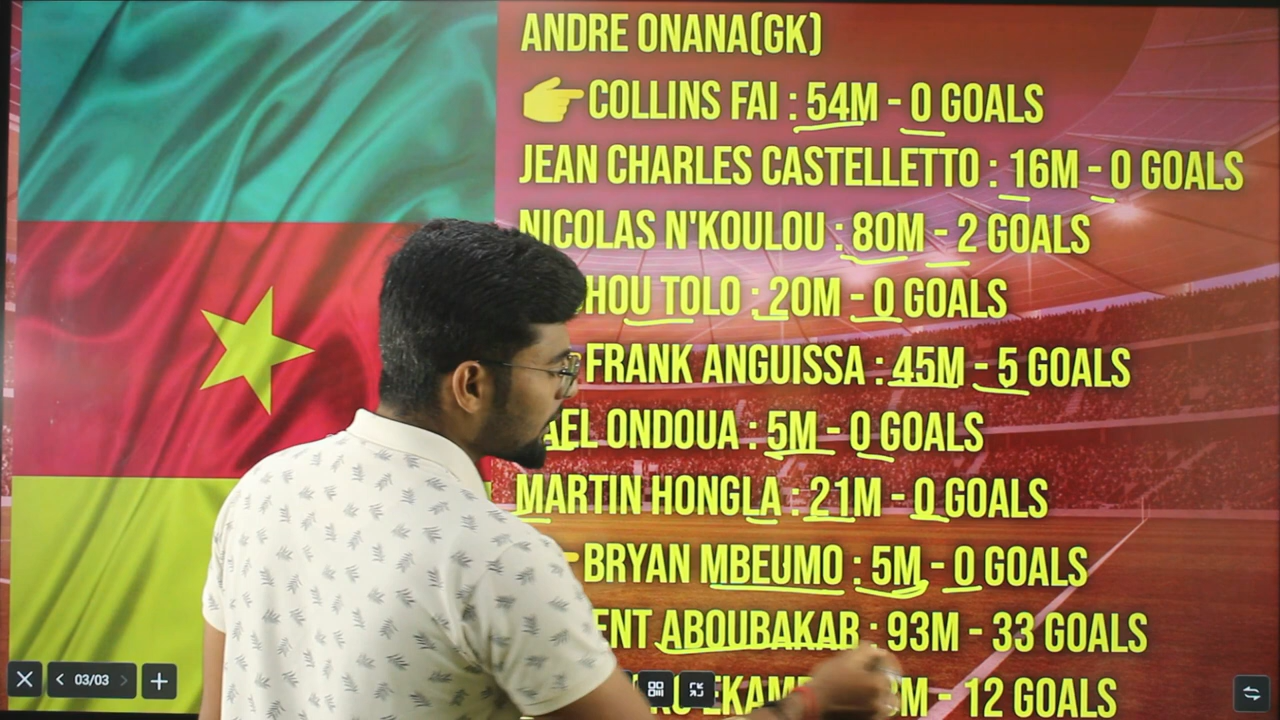 ANDRE ONANA(GK)
COLLINS FAI : 54M - 0 GOALS
JEAN CHARLES CASTELLETTO : 16M - 0 GOALS
NICOLAS N'KOULOU : 80M - 2 GOALS
HOU TOLO : 20M - 0 GOALS
FRANK ANGUISSA : 45M - 5 GOALS
AEL ONDOUA : 5M - 0 GOALS
MARTIN HONGLA : 21M - 0 GOALS
BRYAN MBEUMO : 5M - 0 GOALS
ENT ABOUBAKAR : 93M - 33 GOALS
EKAM M - 12 GOALS
03/03